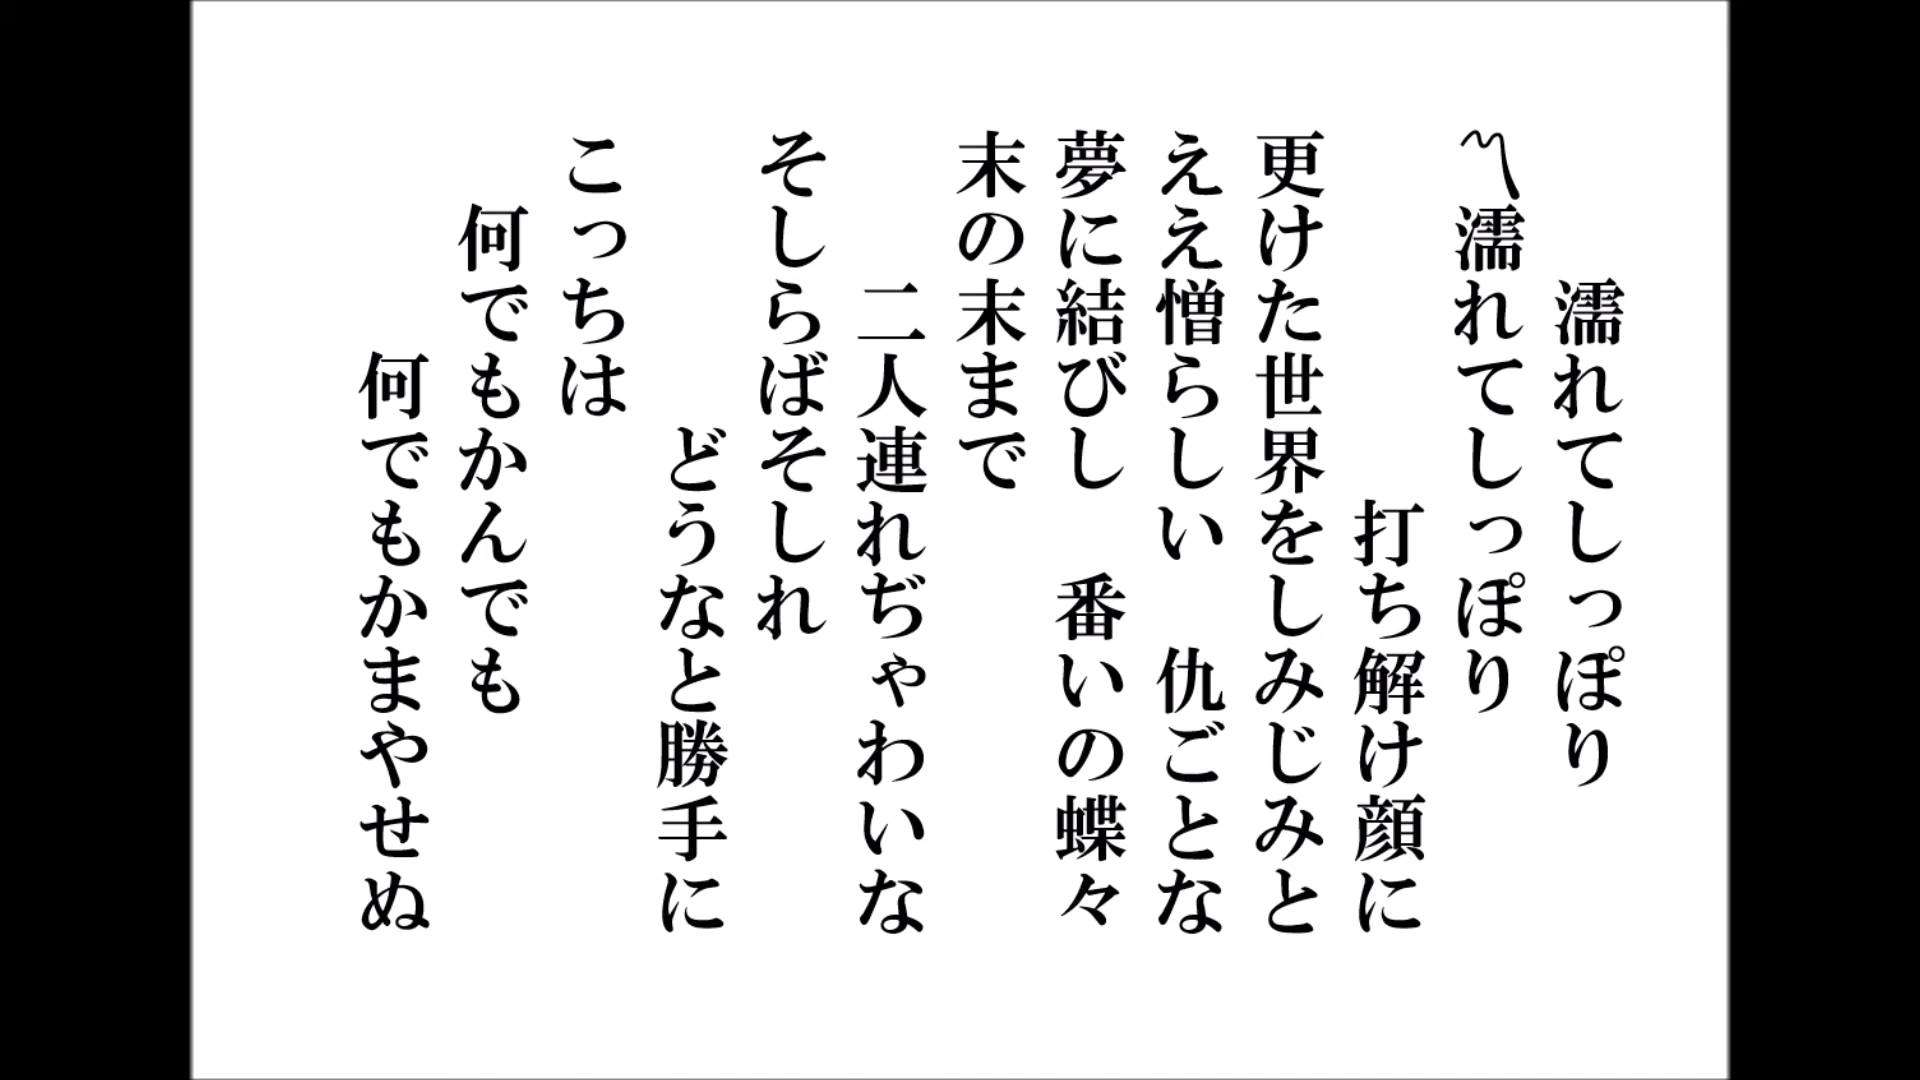 濡れてしっぽり
〽濡れてしっぽり
打ち解け顔に
更けた世界をしみじみと
ええ憎らしい　仇ごとな
夢に結びし　番いの蝶々
末の末まで
二人連れぢゃわいな
そしらばそしれ
どうなと勝手に
こっちは
何でもかんでも
何でもかまやせぬ